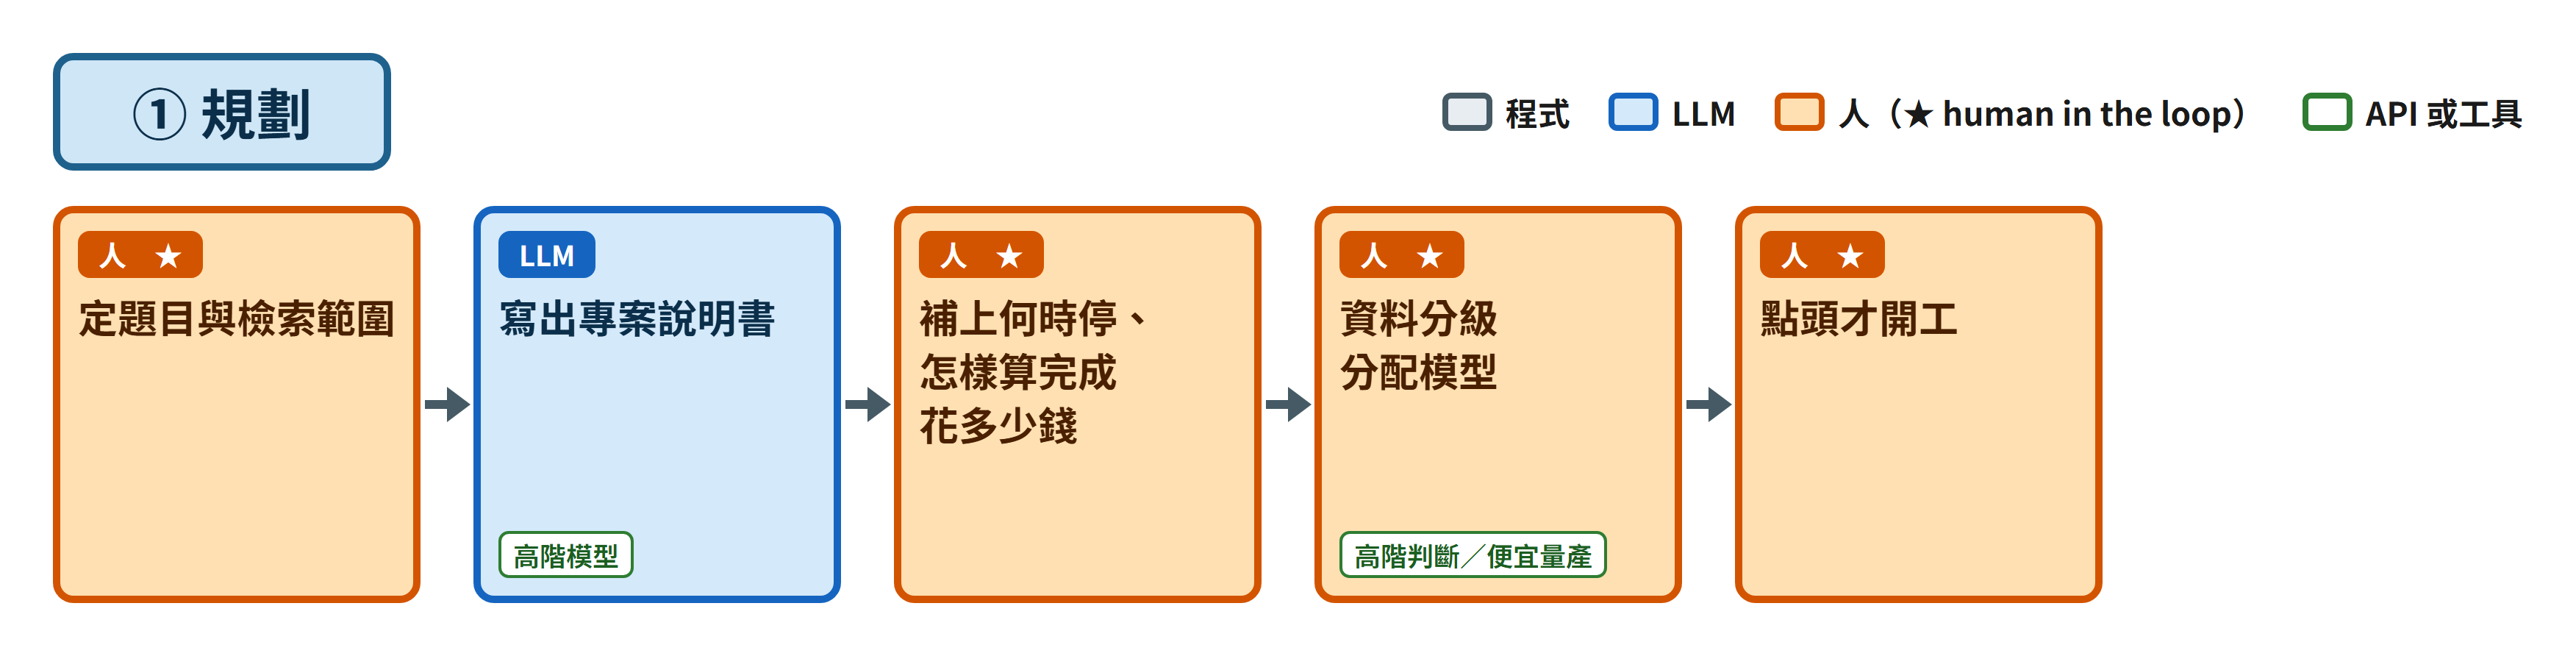 ① 規劃
程式
LLM
人（★ human in the loop）
API 或工具
人 ★
定題目與檢索範圍
LLM
寫出專案說明書
高階模型
人 ★
補上何時停、
怎樣算完成
花多少錢
人 ★
資料分級
分配模型
高階判斷／便宜量產
人 ★
點頭才開工